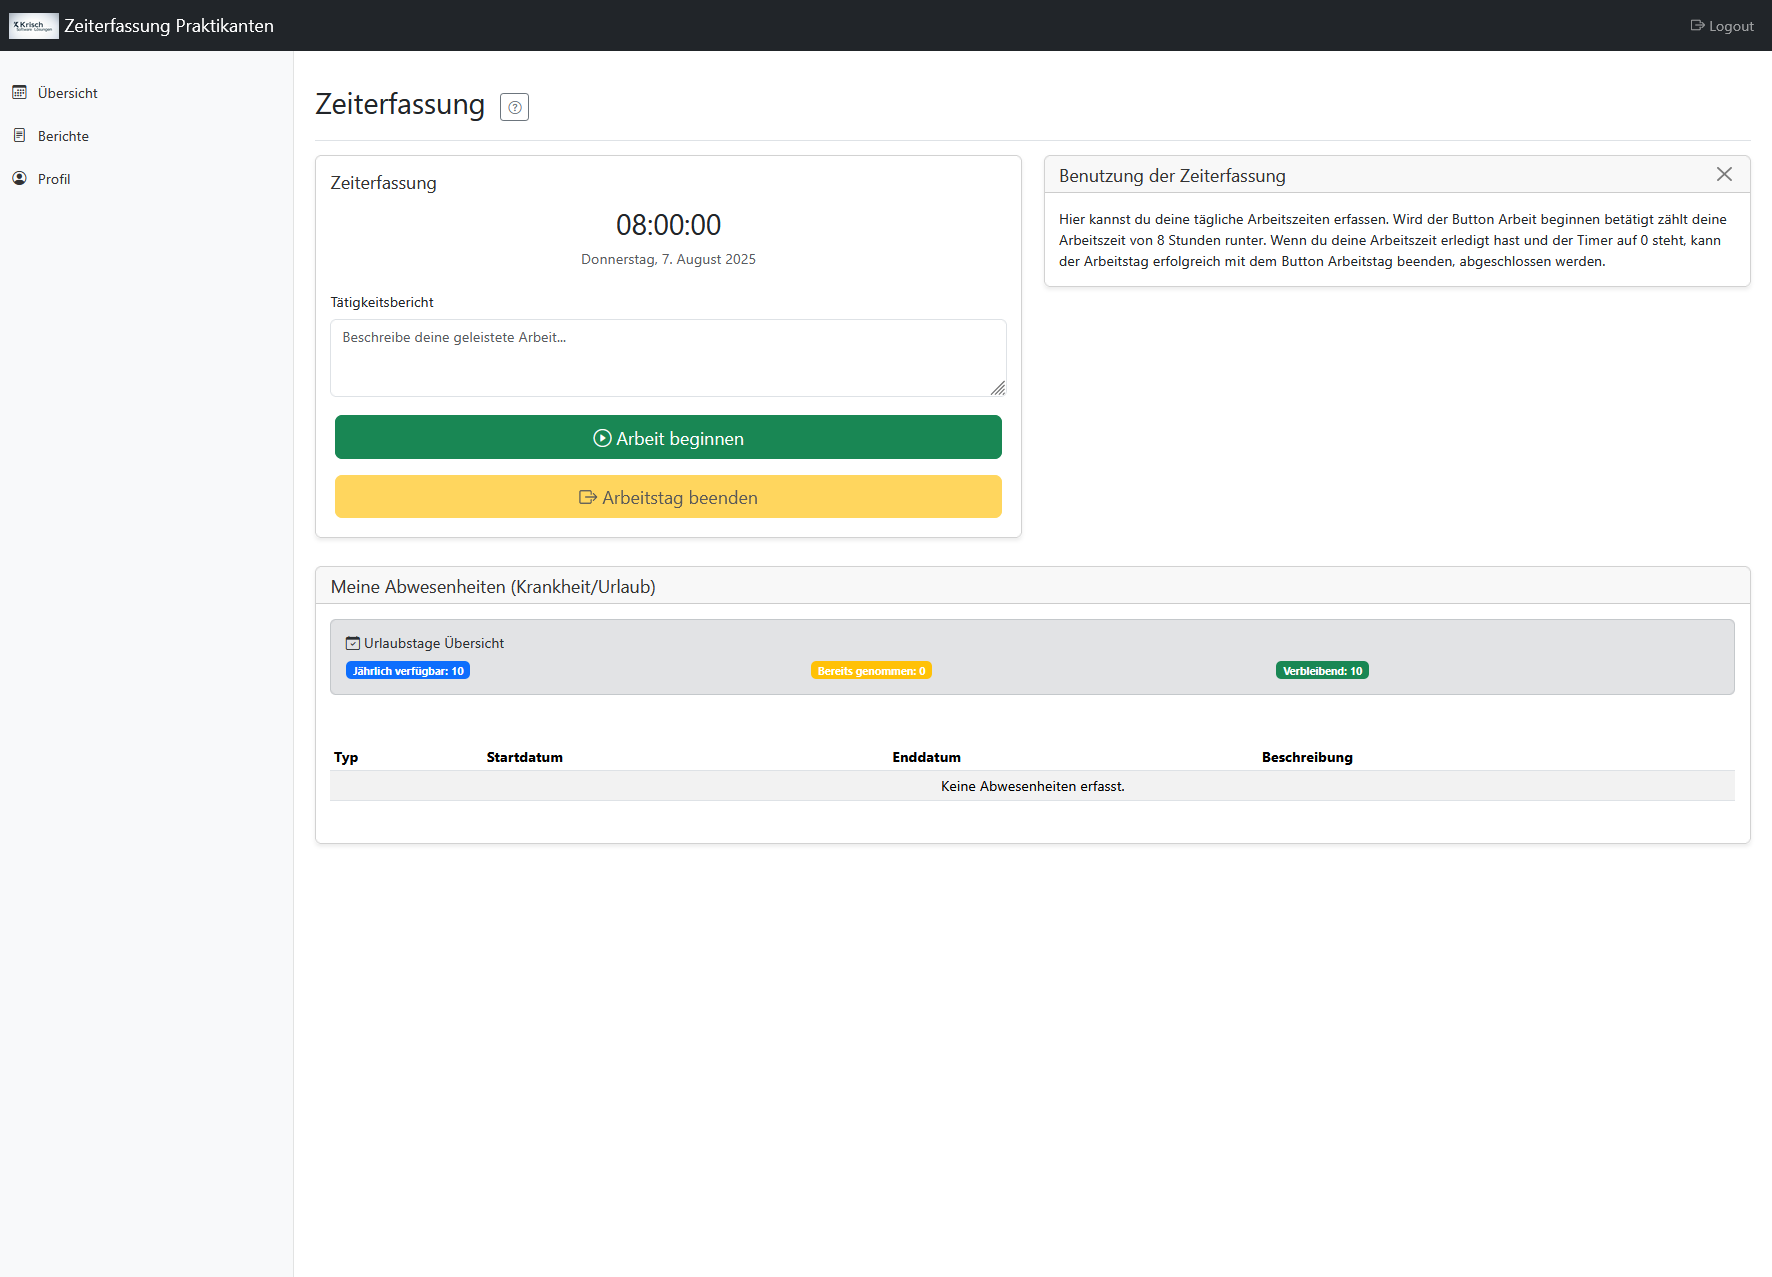 Krisch
Software Lösungen
Zeiterfassung Praktikanten
Logout
Übersicht
Berichte
Profil
Zeiterfassung
Zeiterfassung
08:00:00
Donnerstag, 7. August 2025
Tätigkeitsbericht
Beschreibe deine geleistete Arbeit...
Arbeit beginnen
Arbeitstag beenden
Benutzung der Zeiterfassung
Hier kannst du deine tägliche Arbeitszeiten erfassen. Wird der Button Arbeit beginnen betätigt zählt deine
Arbeitszeit von 8 Stunden runter. Wenn du deine Arbeitszeit erledigt hast und der Timer auf 0 steht, kann
der Arbeitstag erfolgreich mit dem Button Arbeitstag beenden, abgeschlossen werden.
Meine Abwesenheiten (Krankheit/Urlaub)
Urlaubstage Übersicht
Jährlich verfügbar: 10 Bereits genommen: 0 Verbleibend: 10
Typ Startdatum Enddatum Beschreibung
Keine Abwesenheiten erfasst.